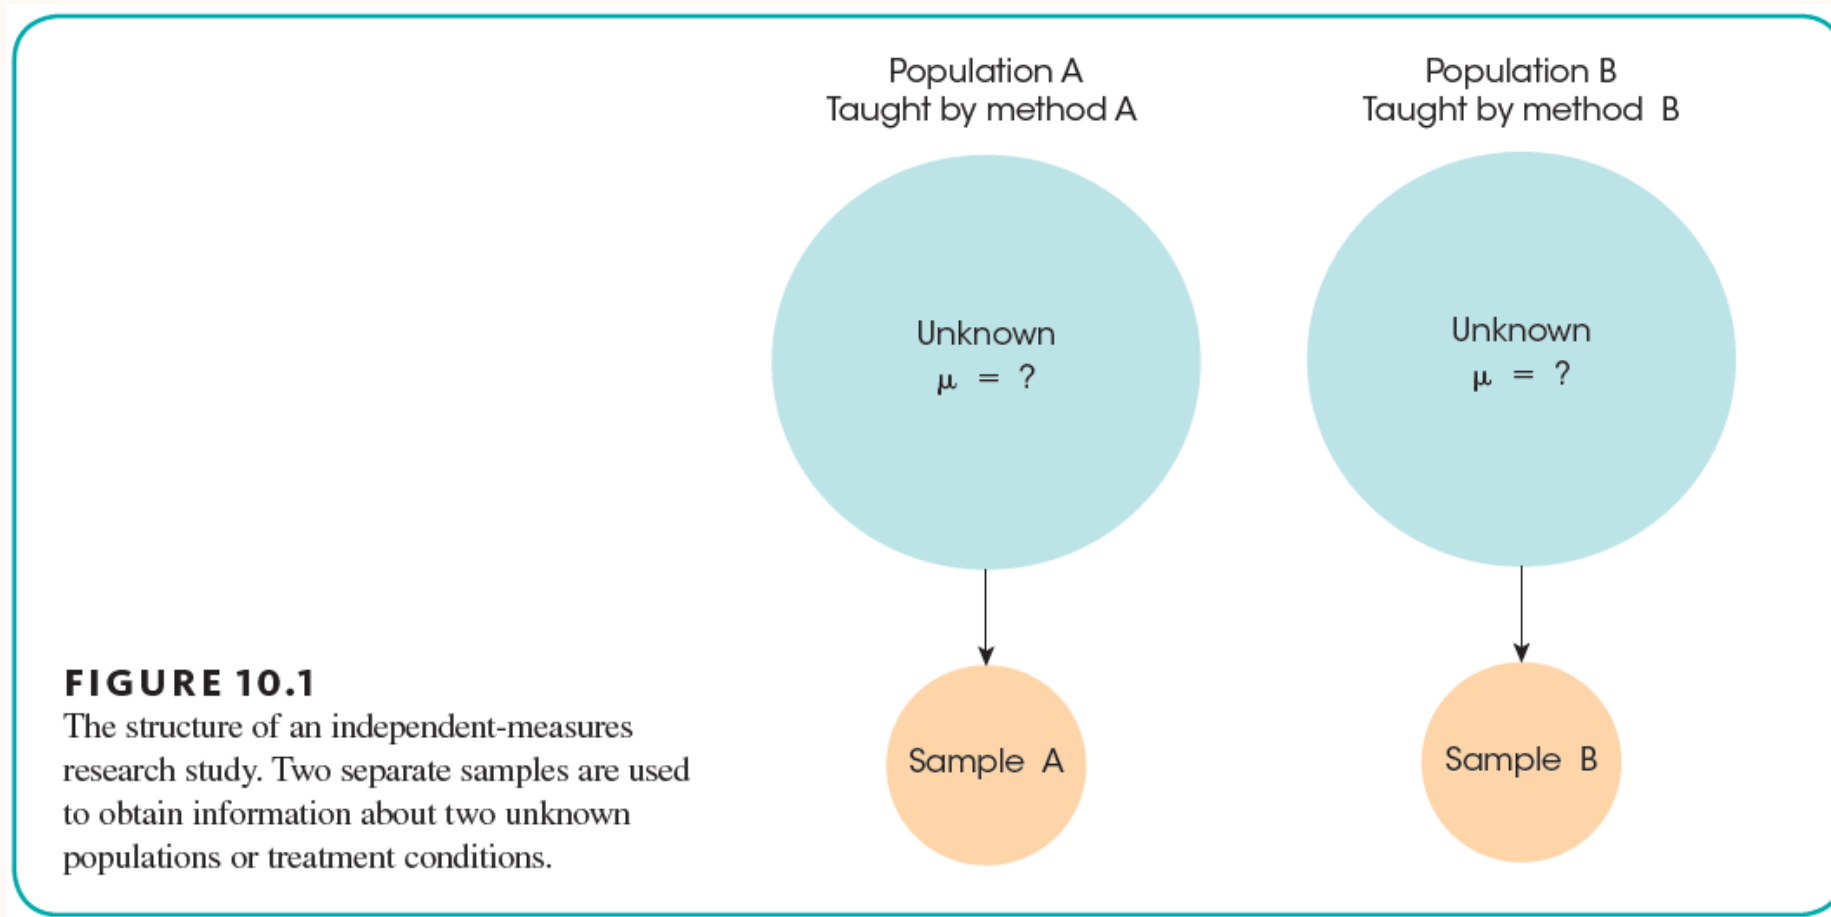 Population A
Taught by method A
Population B
Taught by method B
Unknown
μ = ?
Unknown
μ = ?
Sample A
Sample B
FIGURE 10.1
The structure of an independent-measures
research study. Two separate samples are used
to obtain information about two unknown
populations or treatment conditions.